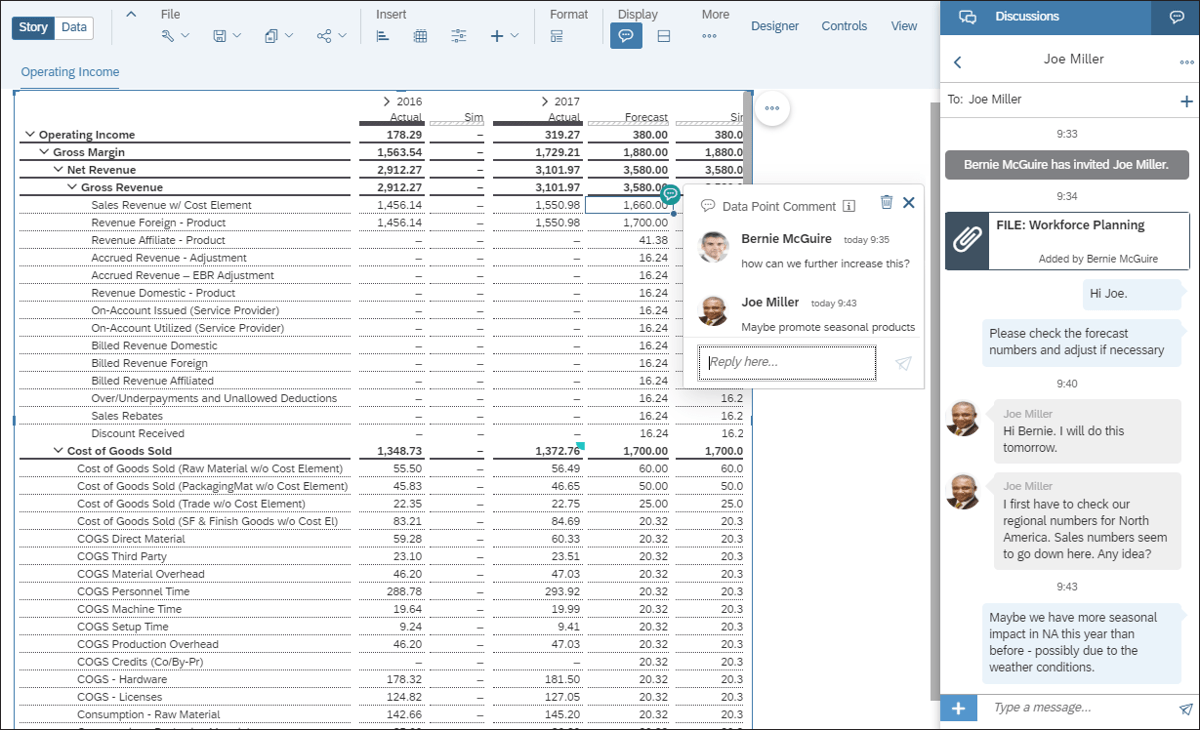 Story Data File Insert Format Display More Designer Controls View
Operating Income
2016 2017
Actual Sim Actual Forecast Sir
Operating Income 178.29 – 319.27 380.00 380.0
Gross Margin 1,563.54 – 1,729.21 1,880.00 1,880.0
Net Revenue 2,912.27 – 3,101.97 3,580.00 3,580.0
Gross Revenue 2,912.27 – 3,101.97 3,580.00
Sales Revenue w/ Cost Element 1,456.14 – 1,550.98 1,660.00
Revenue Foreign - Product 1,456.14 – 1,550.98 1,700.00
Revenue Affiliate - Product – – – 41.38
Accrued Revenue - Adjustment – – – 16.24
Accrued Revenue – EBR Adjustment – – – 16.24
Revenue Domestic - Product – – – 16.24
On-Account Issued (Service Provider) – – – 16.24
On-Account Utilized (Service Provider) – – – 16.24
Billed Revenue Domestic – – – 16.24
Billed Revenue Foreign – – – 16.24
Billed Revenue Affiliated – – – 16.24
Over/Underpayments and Unallowed Deductions – – – 16.24 16.2
Sales Rebates – – – 16.24 16.2
Discount Received – – – 16.24 16.2
Cost of Goods Sold 1,348.73 – 1,372.76 1,700.00 1,700.0
Cost of Goods Sold (Raw Material w/o Cost Element) 55.50 – 56.49 60.00 60.0
Cost of Goods Sold (PackagingMat w/o Cost Element) 45.83 – 46.65 50.00 50.0
Cost of Goods Sold (Trade w/o Cost Element) 22.35 – 22.75 25.00 25.0
Cost of Goods Sold (SF & Finish Goods w/o Cost El) 83.21 – 84.69 20.32 20.3
COGS Direct Material 59.28 – 60.33 20.32 20.3
COGS Third Party 23.10 – 23.51 20.32 20.3
COGS Material Overhead 46.20 – 47.03 20.32 20.3
COGS Personnel Time 288.78 – 293.92 20.32 20.3
COGS Machine Time 19.64 – 19.99 20.32 20.3
COGS Setup Time 9.24 – 9.41 20.32 20.3
COGS Production Overhead 46.20 – 47.03 20.32 20.3
COGS Credits (Co/By-Pr) – – – 20.32 20.3
COGS - Hardware 178.32 – 181.50 20.32 20.3
COGS - Licenses 124.82 – 127.05 20.32 20.3
Consumption - Raw Material 142.66 – 145.20 20.32 20.3
Data Point Comment
Bernie McGuire today 9:35
how can we further increase this?
Joe Miller today 9:43
Maybe promote seasonal products
Reply here...
Discussions
Joe Miller
To: Joe Miller
9:33
Bernie McGuire has invited Joe Miller.
9:34
FILE: Workforce Planning
Added by Bernie McGuire
Hi Joe.
Please check the forecast
numbers and adjust if necessary
9:40
Joe Miller
Hi Bernie. I will do this
tomorrow.
Joe Miller
I first have to check our
regional numbers for North
America. Sales numbers seem
to go down here. Any idea?
9:43
Maybe we have more seasonal
impact in NA this year than
before - possibly due to the
weather conditions.
Type a message...